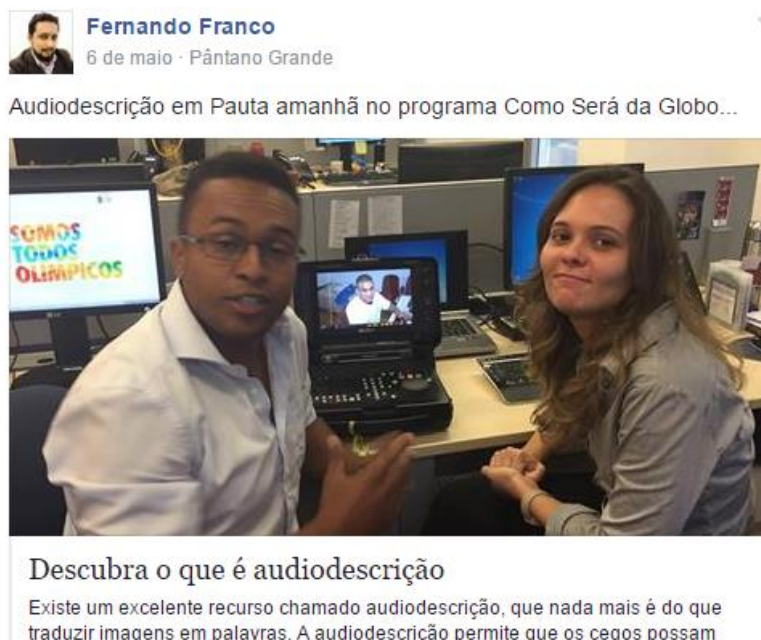 Fernando Franco
6 de maio · Pântano Grande
Audiodescrição em Pauta amanhã no programa Como Será da Globo...
SOMOS
TODOS
OLÍMPICOS
Descubra o que é audiodescrição
Existe um excelente recurso chamado audiodescrição, que nada mais é do que
traduzir imagens em palavras. A audiodescrição permite que os cegos possam